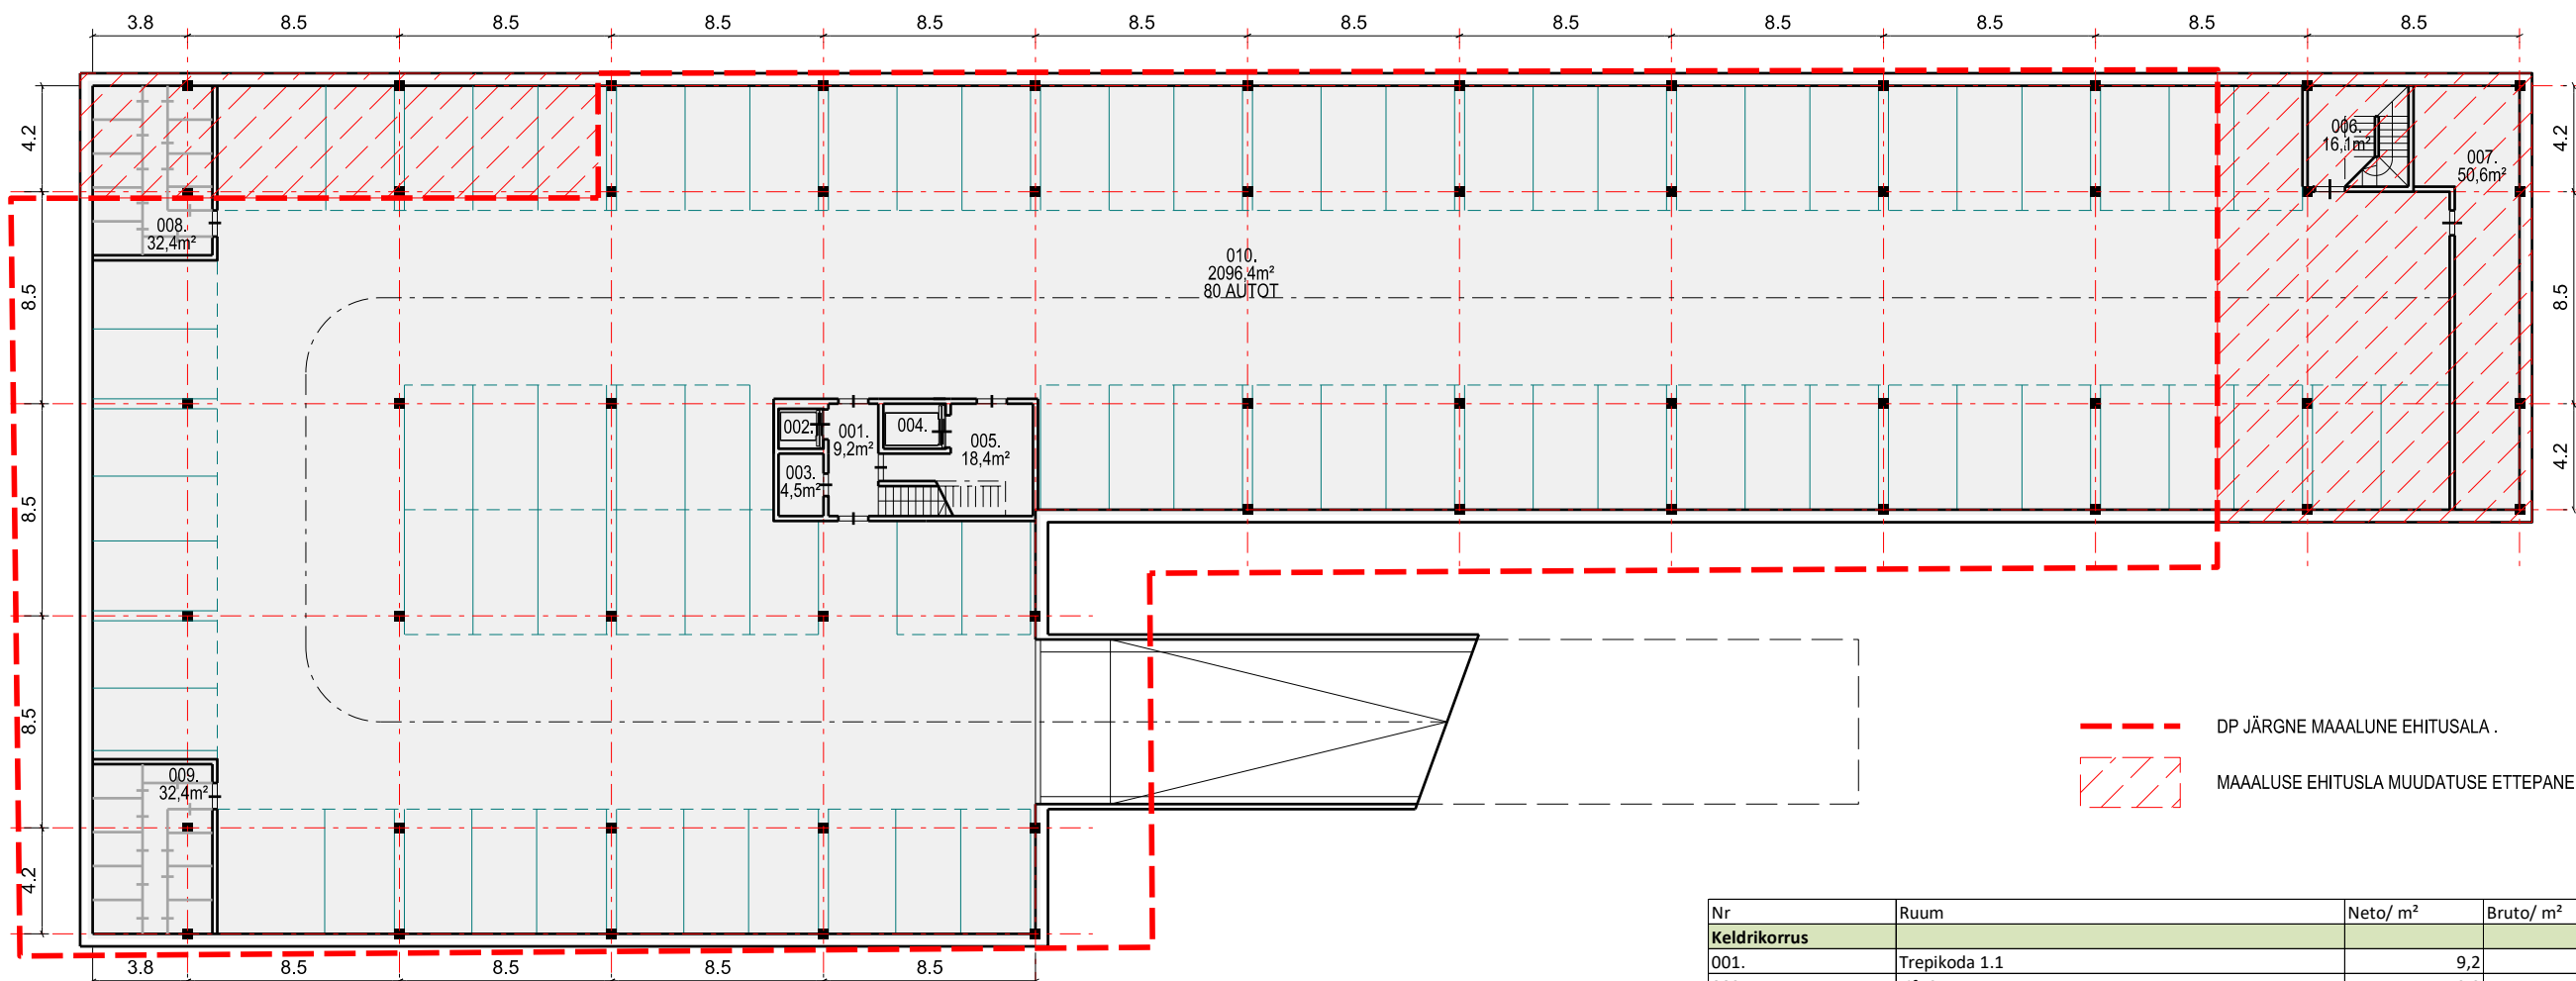 3.8 8.5 8.5 8.5 8.5 8.5 8.5 8.5 8.5 8.5 8.5 8.5
4.2
8.5
8.5
8.5
4.2
4.2
8.5
4.2
006.
16,1m²
007.
50,6m²
008.
32,4m²
010.
2096,4m²
80 AUTOT
002.
001.
9,2m²
004.
005.
18,4m²
003.
4,5m²
009.
32,4m²
3.8 8.5 8.5 8.5 8.5
DP JÄRGNE MAAALUNE EHITUSALA .
MAAALUSE EHITUSLA MUUDATUSE ETTEPANE
Nr Ruum Neto/ m² Bruto/ m²
Keldrikorrus
001. Trepikoda 1.1 9,2